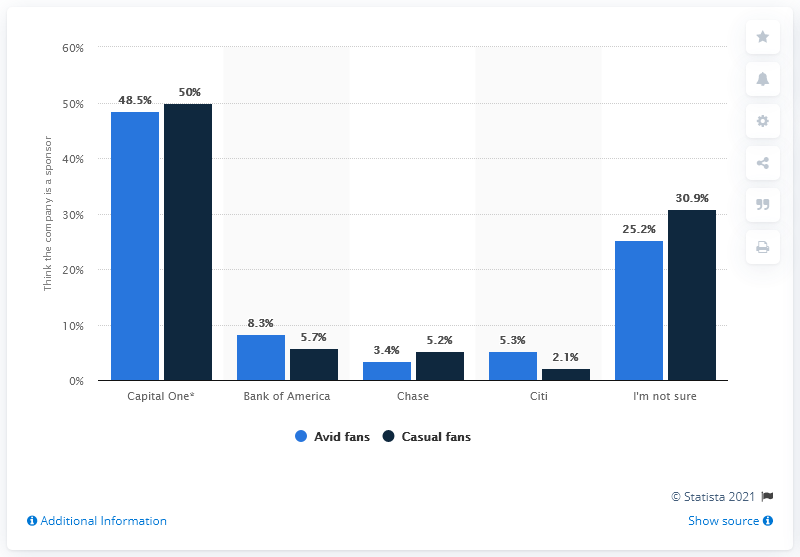 60%
50%
40%
30%
20%
10%
0%
Think the company is a sponsor
48.5%
50%
8.3%
5.7%
3.4%
5.2%
5.3%
2.1%
25.2%
30.9%
Capital One*
Bank of America
Chase
Citi
I'm not sure
Avid fans
Casual fans
© Statista 2021
Additional Information
Show source